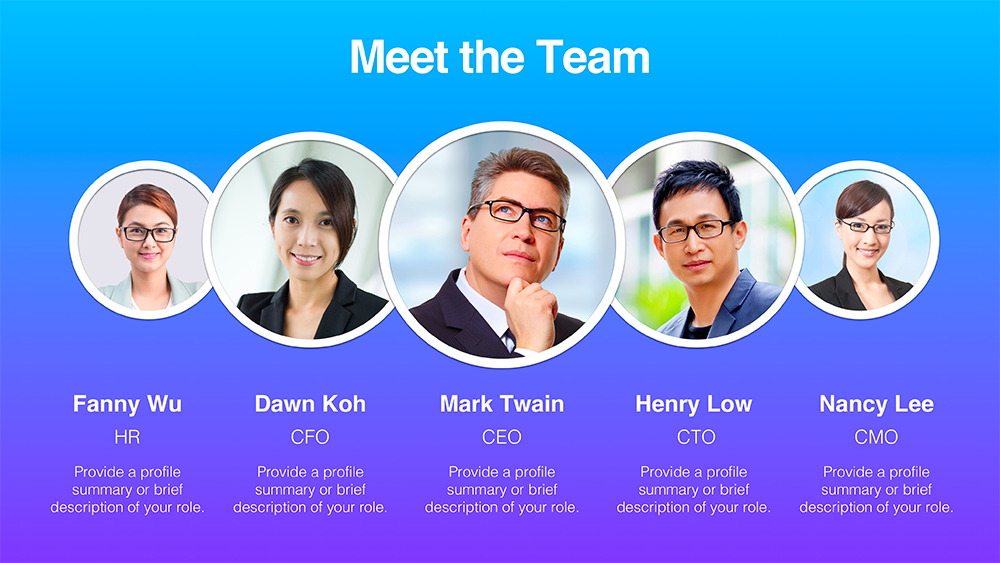 Meet the Team
Fanny Wu
HR
Provide a profile
summary or brief
description of your role.
Dawn Koh
CFO
Provide a profile
summary or brief
description of your role.
Mark Twain
CEO
Provide a profile
summary or brief
description of your role.
Henry Low
CTO
Provide a profile
summary or brief
description of your role.
Nancy Lee
CMO
Provide a profile
summary or brief
description of your role.